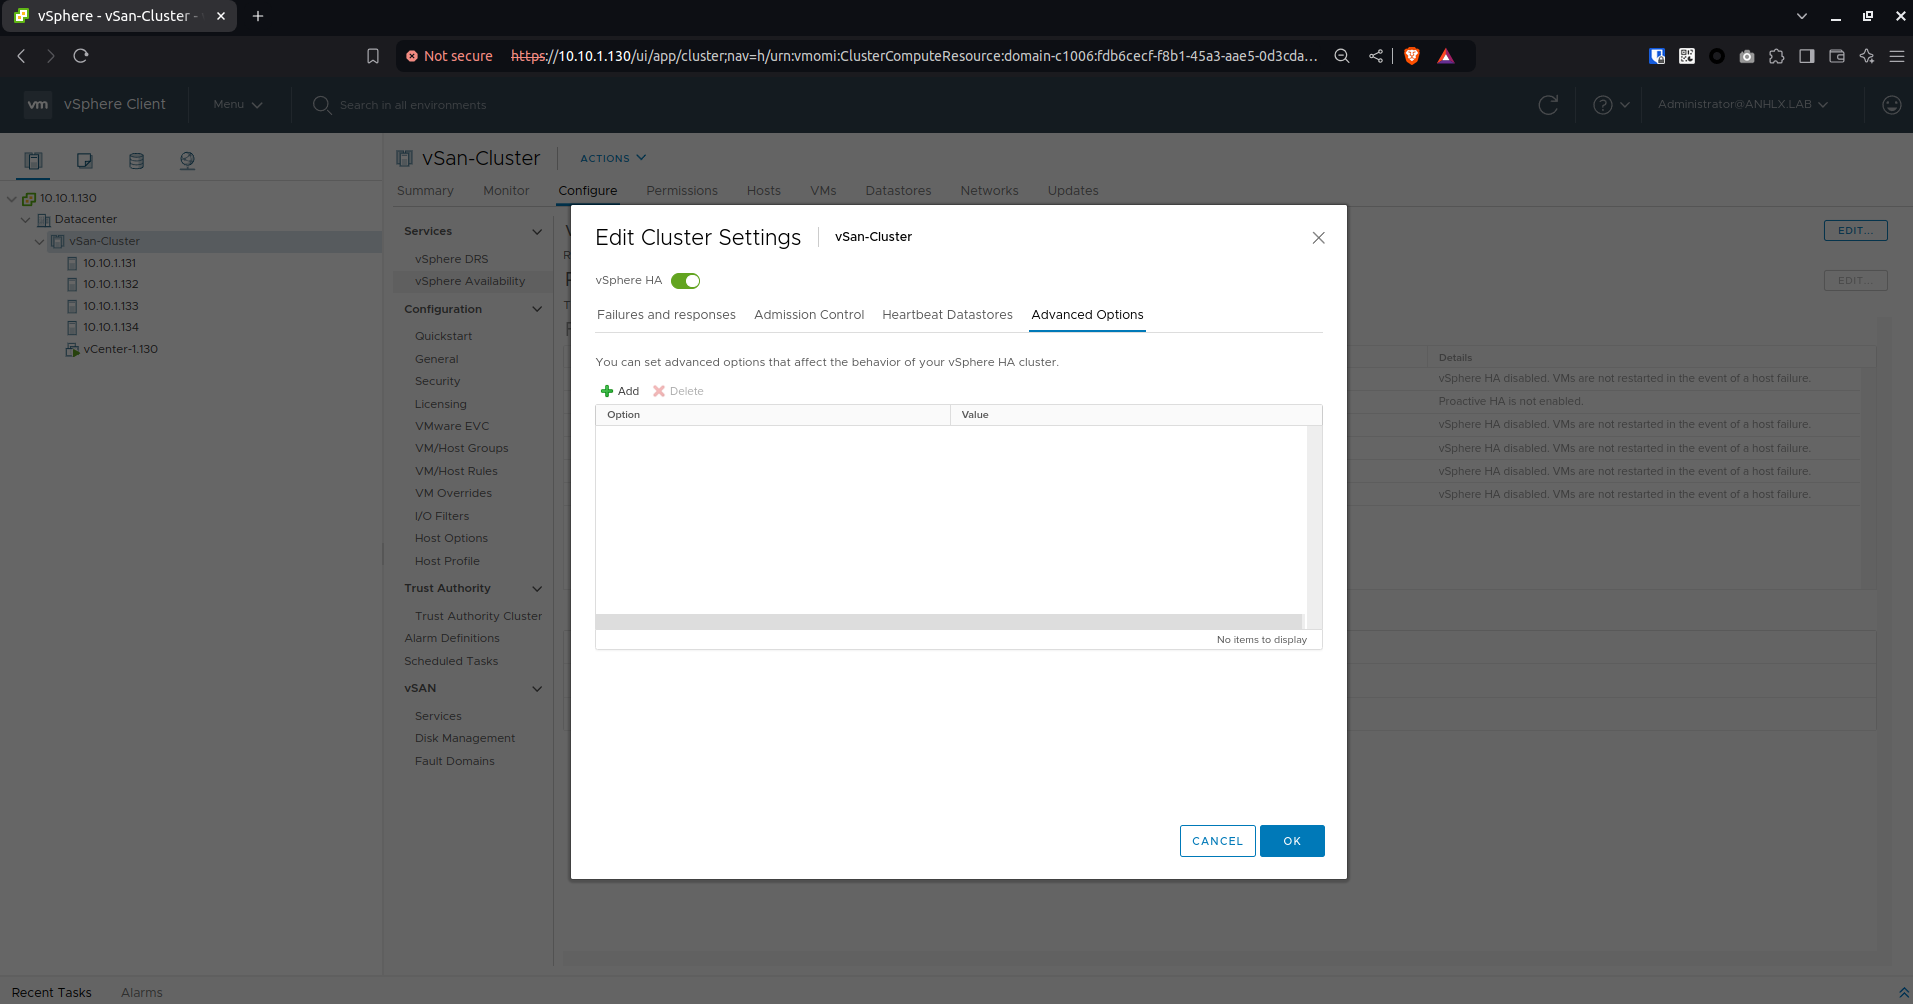 vSphere - vSan-Cluster -
Not secure https://10.10.1.130/ui/app/cluster;nav=h/urn:vmomi:ClusterComputeResource:domain-c1006:fdb6cecf-f8b1-45a3-aae5-0d3cda...
vm vSphere Client Menu Search in all environments Administrator@ANHLX.LAB
10.10.1.130
Datacenter
vSan-Cluster
10.10.1.131
10.10.1.132
10.10.1.133
10.10.1.134
vCenter-1.130
vSan-Cluster ACTIONS
Summary Monitor Configure Permissions Hosts VMs Datastores Networks Updates
Services
vSphere DRS
vSphere Availability
Configuration
Quickstart
General
Security
Licensing
VMware EVC
VM/Host Groups
VM/Host Rules
VM Overrides
I/O Filters
Host Options
Host Profile
Trust Authority
Trust Authority Cluster
Alarm Definitions
Scheduled Tasks
vSAN
Services
Disk Management
Fault Domains
EDIT...
EDIT...
Details
vSphere HA disabled. VMs are not restarted in the event of a host failure.
Proactive HA is not enabled.
vSphere HA disabled. VMs are not restarted in the event of a host failure.
vSphere HA disabled. VMs are not restarted in the event of a host failure.
vSphere HA disabled. VMs are not restarted in the event of a host failure.
vSphere HA disabled. VMs are not restarted in the event of a host failure.
Edit Cluster Settings vSan-Cluster
vSphere HA
Failures and responses Admission Control Heartbeat Datastores Advanced Options
You can set advanced options that affect the behavior of your vSphere HA cluster.
Add Delete
Option Value
No items to display
CANCEL OK
Recent Tasks Alarms